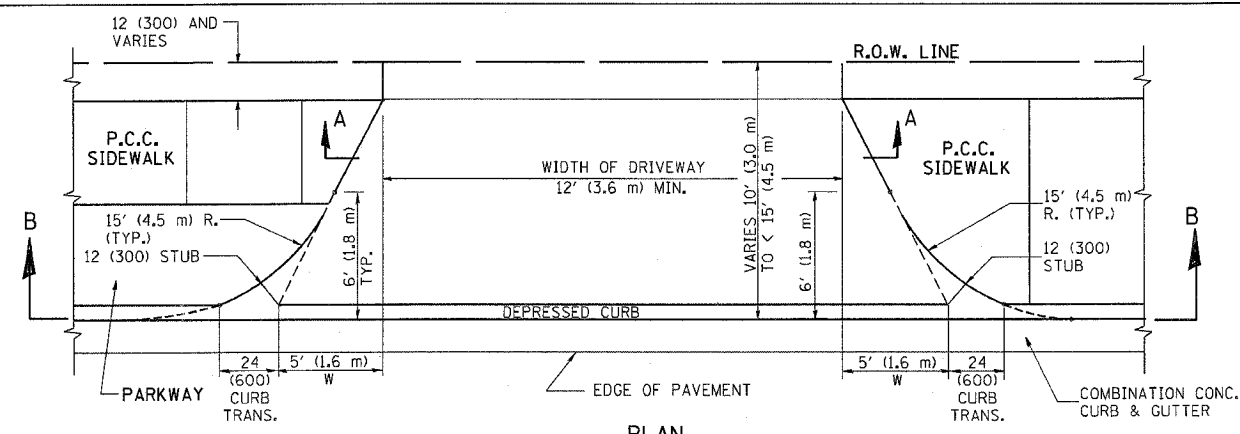 12 (300) AND
VARIES
R.O.W. LINE
A
A
P.C.C.
SIDEWALK
P.C.C.
SIDEWALK
WIDTH OF DRIVEWAY
12' (3.6 m) MIN.
VARIES 10' (3.0 m)
TO < 15' (4.5 m)
B
B
15' (4.5 m) R.
(TYP.)
12 (300) STUB
6' (1.8 m)
TYP.
6' (1.8 m)
15' (4.5 m)
R. (TYP.)
12 (300)
STUB
DEPRESSED CURB
24
(600)
CURB
TRANS.
5' (1.6 m)
W
5' (1.6 m)
W
24
(600)
CURB
TRANS.
PARKWAY
EDGE OF PAVEMENT
COMBINATION CONC.
CURB & GUTTER
PLAN